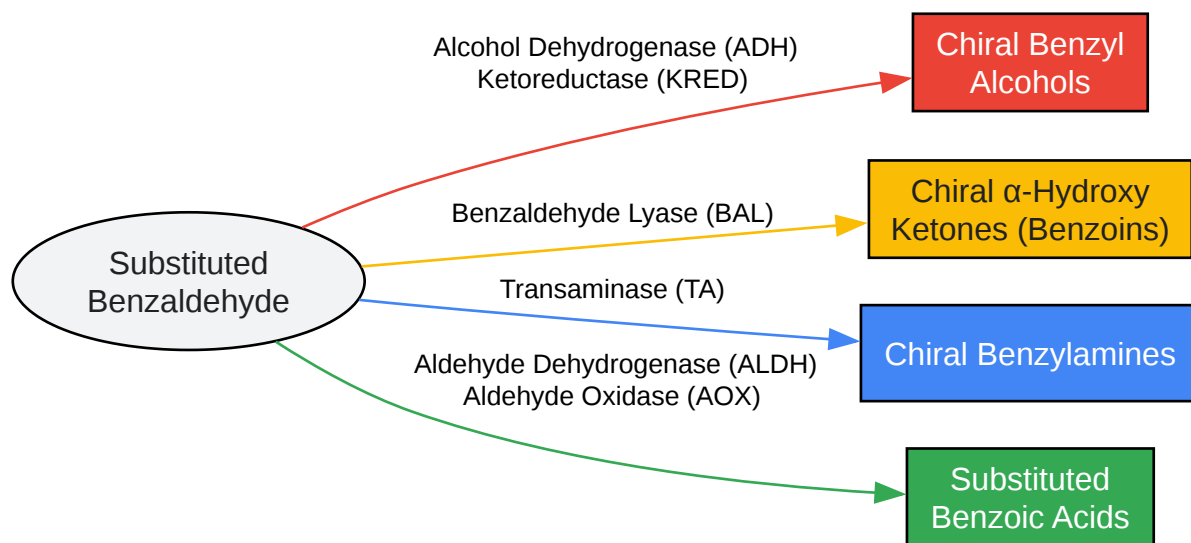 Alcohol Dehydrogenase (ADH)
Ketoreductase (KRED)
Chiral Benzyl
Alcohols
Benzaldehyde Lyase (BAL)
Chiral α-Hydroxy
Ketones (Benzoins)
Substituted
Benzaldehyde
Transaminase (TA)
Chiral Benzylamines
Aldehyde Dehydrogenase (ALDH)
Aldehyde Oxidase (AOX)
Substituted
Benzoic Acids